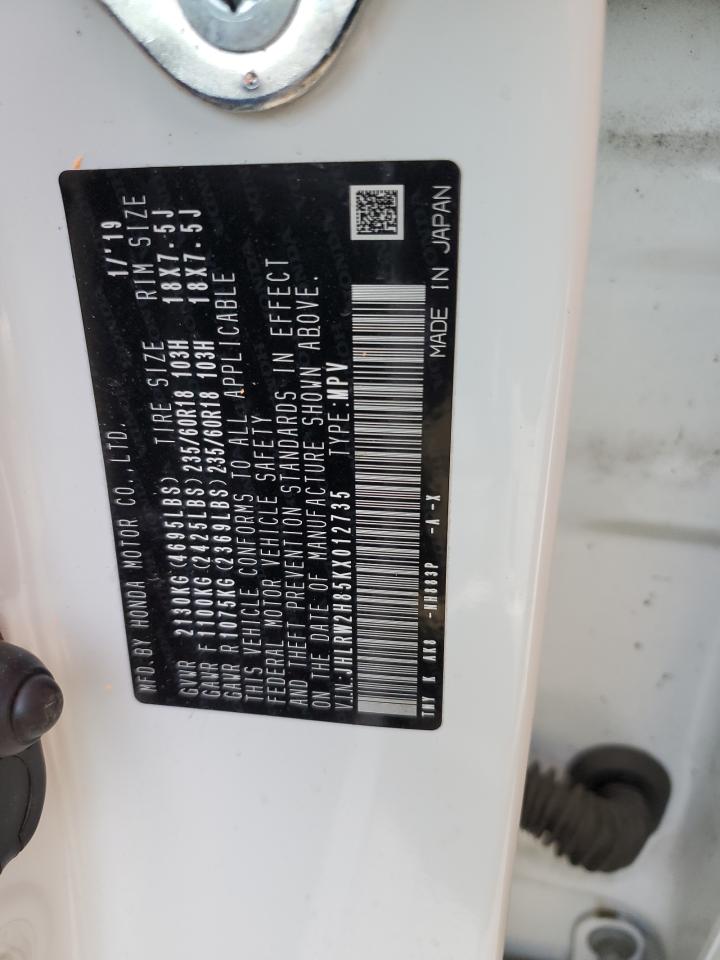 MFD.BY HONDA MOTOR CO.,LTD. 1/'19
GVWR 2130KG(4695LBS) TIRE SIZE RIM SIZE
GAWR F1100KG(2425LBS)235/60R18 103H 18X7.5J
GAWR R1075KG(2369LBS)235/60R18 103H 18X7.5J
THIS VEHICLE CONFORMS TO ALL APPLICABLE
FEDERAL MOTOR VEHICLE SAFETY
AND THEFT PREVENTION STANDARDS IN EFFECT
ON THE DATE OF MANUFACTURE SHOWN ABOVE.
V.I.N.:JHLRW2H85KX012735 TYPE:MPV
THY K AK8 -NH883P -A -X
MADE IN JAPAN